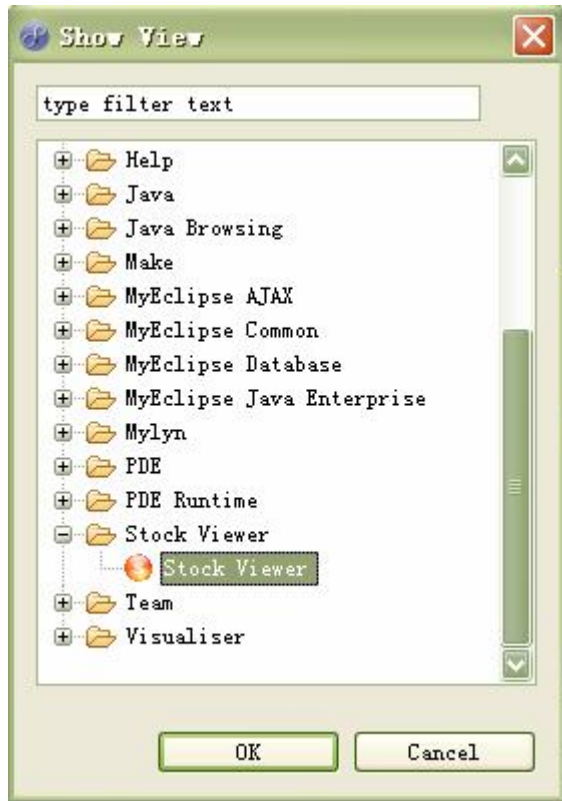 Show View
type filter text
Help
Java
Java Browsing
Make
MyEclipse AJAX
MyEclipse Common
MyEclipse Database
MyEclipse Java Enterprise
Mylyn
PDE
PDE Runtime
Stock Viewer
Stock Viewer
Team
Visualiser
OK Cancel